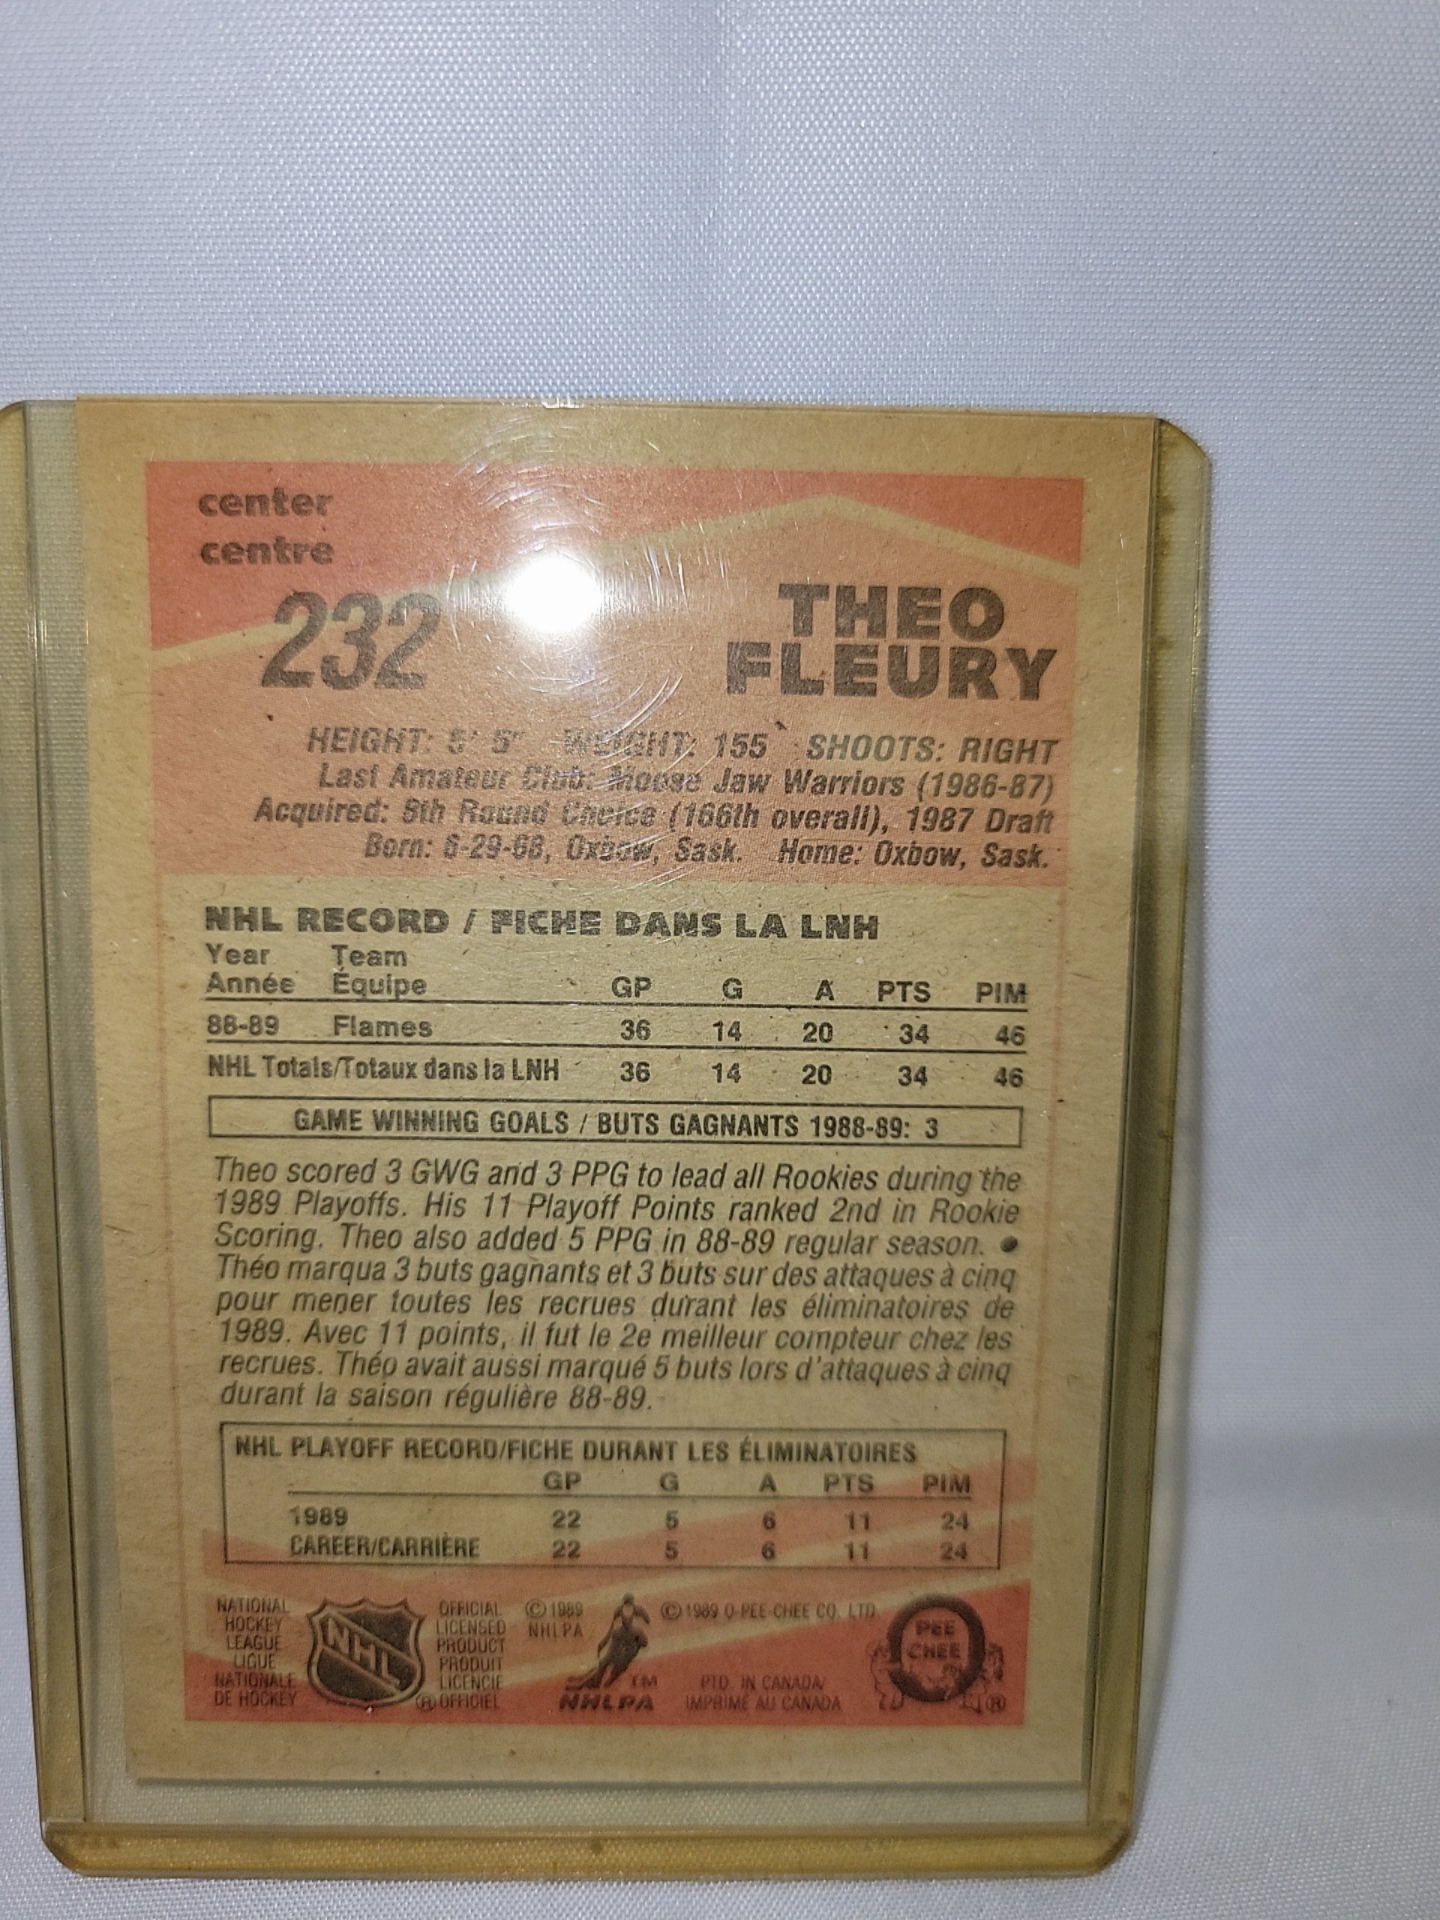 center
centre
232
THEO
FLEURY
HEIGHT: 5' 5" WEIGHT: 155 SHOOTS: RIGHT
Last Amateur Club: Moose Jaw Warriors (1986-87)
Acquired: 8th Round Choice (166th overall), 1987 Draft
Born: 6-29-68, Oxbow, Sask. Home: Oxbow, Sask.
NHL RECORD / FICHE DANS LA LNH
Year Team
Année Équipe GP G A PTS PIM
88-89 Flames 36 14 20 34 46
NHL Totals/Totaux dans la LNH 36 14 20 34 46
GAME WINNING GOALS / BUTS GAGNANTS 1988-89: 3
Theo scored 3 GWG and 3 PPG to lead all Rookies during the
1989 Playoffs. His 11 Playoff Points ranked 2nd in Rookie
Scoring. Theo also added 5 PPG in 88-89 regular season. •
Théo marqua 3 buts gagnants et 3 buts sur des attaques à cinq
pour mener toutes les recrues durant les éliminatoires de
1989. Avec 11 points, il fut le 2e meilleur compteur chez les
recrues. Théo avait aussi marqué 5 buts lors d'attaques à cinq
durant la saison régulière 88-89.
NHL PLAYOFF RECORD/FICHE DURANT LES ÉLIMINATOIRES
GP G A PTS PIM
1989 22 5 6 11 24
CAREER/CARRIÈRE 22 5 6 11 24
NATIONAL
HOCKEY
LEAGUE
LIGUE
NATIONALE
DE HOCKEY
NHL
®
OFFICIAL
LICENSED
PRODUCT
PRODUIT
LICENCIE
OFFICIEL
© 1989
NHLPA
TM
NHLPA
© 1989 O-PEE-CHEE CO. LTD.
PTD. IN CANADA/
IMPRIMÉ AU CANADA
O
PEE
CHEE
®